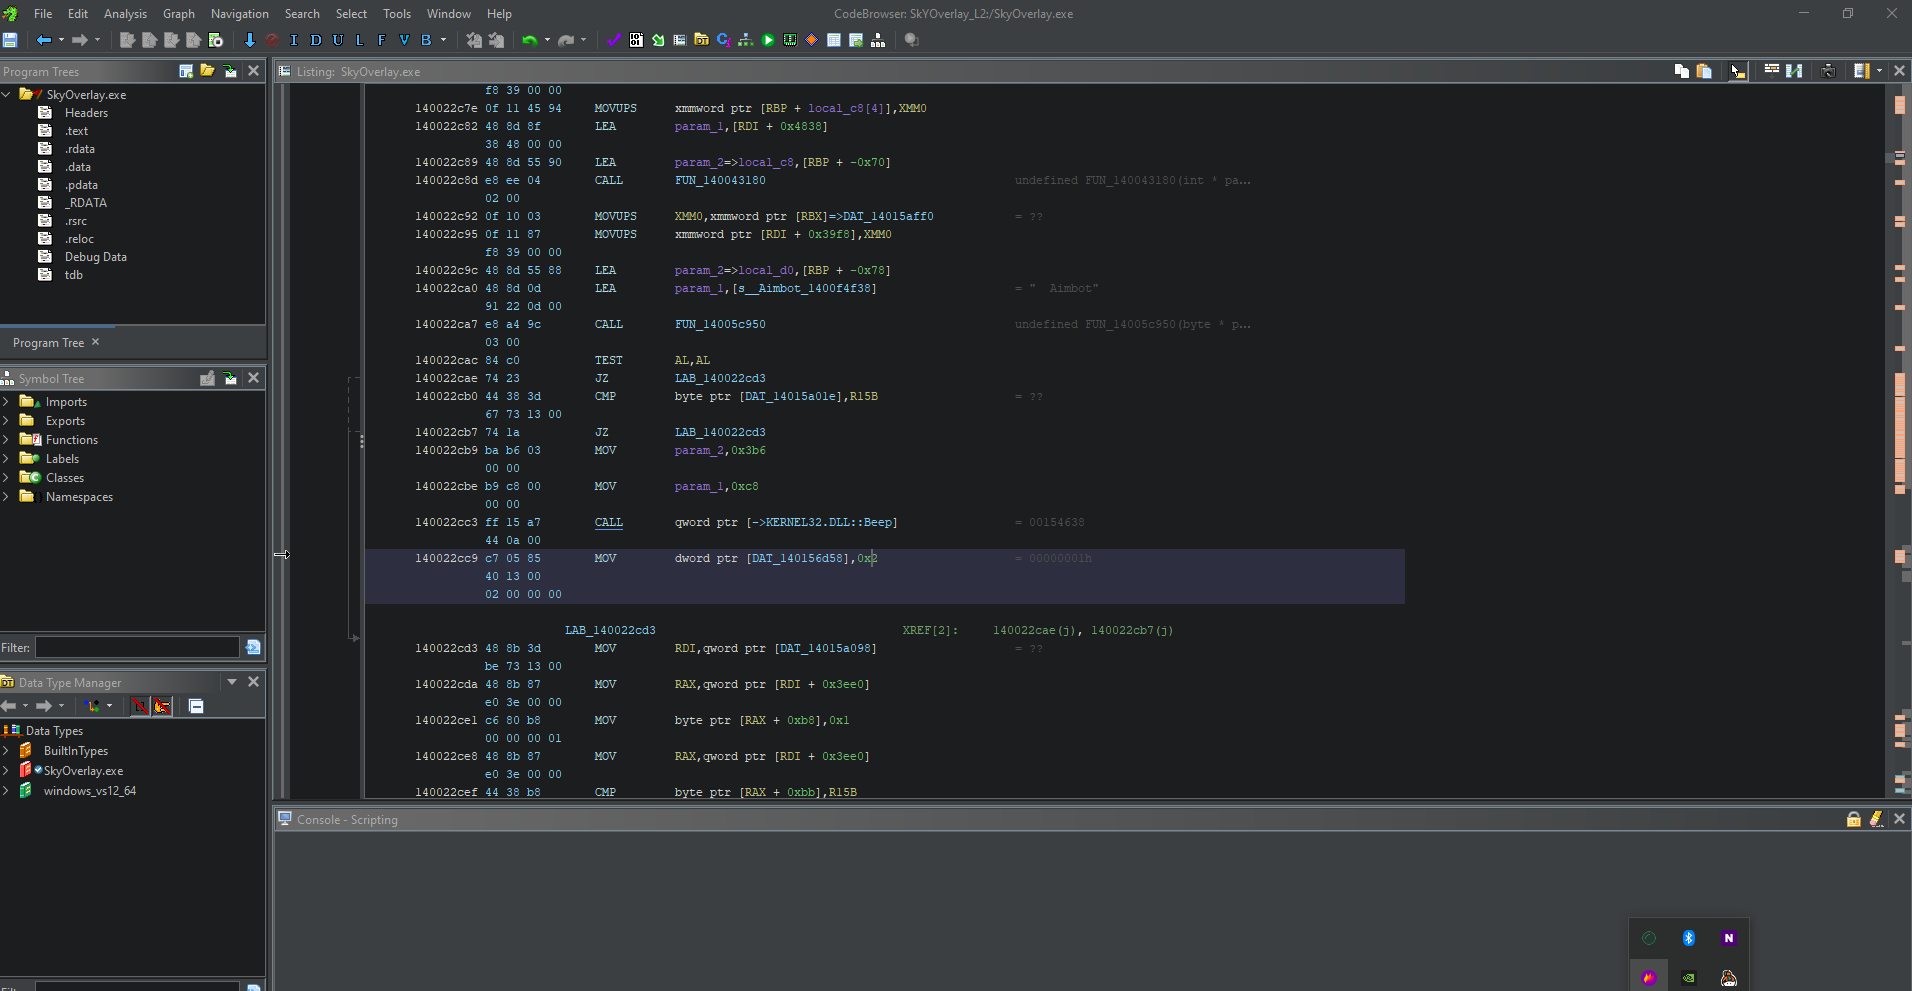 File Edit Analysis Graph Navigation Search Select Tools Window Help
CodeBrowser: SkYOverlay_L2:/SkyOverlay.exe
I D U L F V B
Program Trees
SkyOverlay.exe
Headers
.text
.rdata
.data
.pdata
_RDATA
.rsrc
.reloc
Debug Data
tdb
Program Tree
Symbol Tree
Imports
Exports
Functions
Labels
Classes
Namespaces
Filter:
Data Type Manager
Data Types
BuiltInTypes
SkyOverlay.exe
windows_vs12_64
Listing: SkyOverlay.exe
f8 39 00 00
140022c7e 0f 11 45 94 MOVUPS xmmword ptr [RBP + local_c8[4]],XMM0
140022c82 48 8d 8f LEA param_1,[RDI + 0x4838]
38 48 00 00
140022c89 48 8d 55 90 LEA param_2=>local_c8,[RBP + -0x70]
140022c8d e8 ee 04 CALL FUN_140043180 undefined FUN_140043180(int * pa...
02 00
140022c92 0f 10 03 MOVUPS XMM0,xmmword ptr [RBX]=>DAT_14015aff0 = ??
140022c95 0f 11 87 MOVUPS xmmword ptr [RDI + 0x39f8],XMM0
f8 39 00 00
140022c9c 48 8d 55 88 LEA param_2=>local_d0,[RBP + -0x78]
140022ca0 48 8d 0d LEA param_1,[s__Aimbot_1400f4f38] = "  Aimbot"
91 22 0d 00
140022ca7 e8 a4 9c CALL FUN_14005c950 undefined FUN_14005c950(byte * p...
03 00
140022cac 84 c0 TEST AL,AL
140022cae 74 23 JZ LAB_140022cd3
140022cb0 44 38 3d CMP byte ptr [DAT_14015a01e],R15B = ??
67 73 13 00
140022cb7 74 1a JZ LAB_140022cd3
140022cb9 ba b6 03 MOV param_2,0x3b6
00 00
140022cbe b9 c8 00 MOV param_1,0xc8
00 00
140022cc3 ff 15 a7 CALL qword ptr [->KERNEL32.DLL::Beep] = 00154638
44 0a 00
140022cc9 c7 05 85 MOV dword ptr [DAT_140156d58],0x2 = 00000001h
40 13 00
02 00 00 00
LAB_140022cd3 XREF[2]: 140022cae(j), 140022cb7(j)
140022cd3 48 8b 3d MOV RDI,qword ptr [DAT_14015a098] = ??
be 73 13 00
140022cda 48 8b 87 MOV RAX,qword ptr [RDI + 0x3ee0]
e0 3e 00 00
140022ce1 c6 80 b8 MOV byte ptr [RAX + 0xb8],0x1
00 00 00 01
140022ce8 48 8b 87 MOV RAX,qword ptr [RDI + 0x3ee0]
e0 3e 00 00
140022cef 44 38 b8 CMP byte ptr [RAX + 0xbb],R15B
Console - Scripting
N